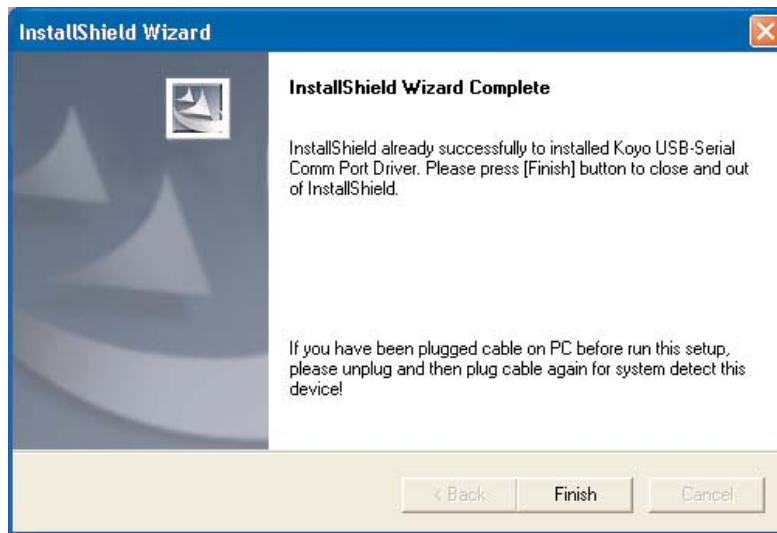 InstallShield Wizard
InstallShield Wizard Complete
InstallShield already successfully to installed Koyo USB-Serial
Comm Port Driver. Please press [Finish] button to close and out
of InstallShield.
If you have been plugged cable on PC before run this setup,
please unplug and then plug cable again for system detect this
device!
< Back
Finish
Cancel